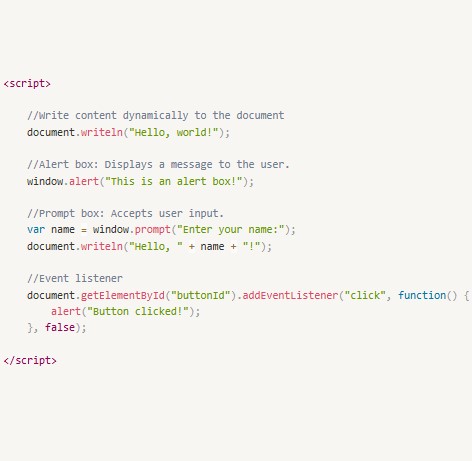 <script>
//Write content dynamically to the document
document.writeln("Hello, world!");
//Alert box: Displays a message to the user.
window.alert("This is an alert box!");
//Prompt box: Accepts user input.
var name = window.prompt("Enter your name:");
document.writeln("Hello, " + name + "!");
//Event listener
document.getElementById("buttonId").addEventListener("click", function() {
alert("Button clicked!");
}, false);
</script>